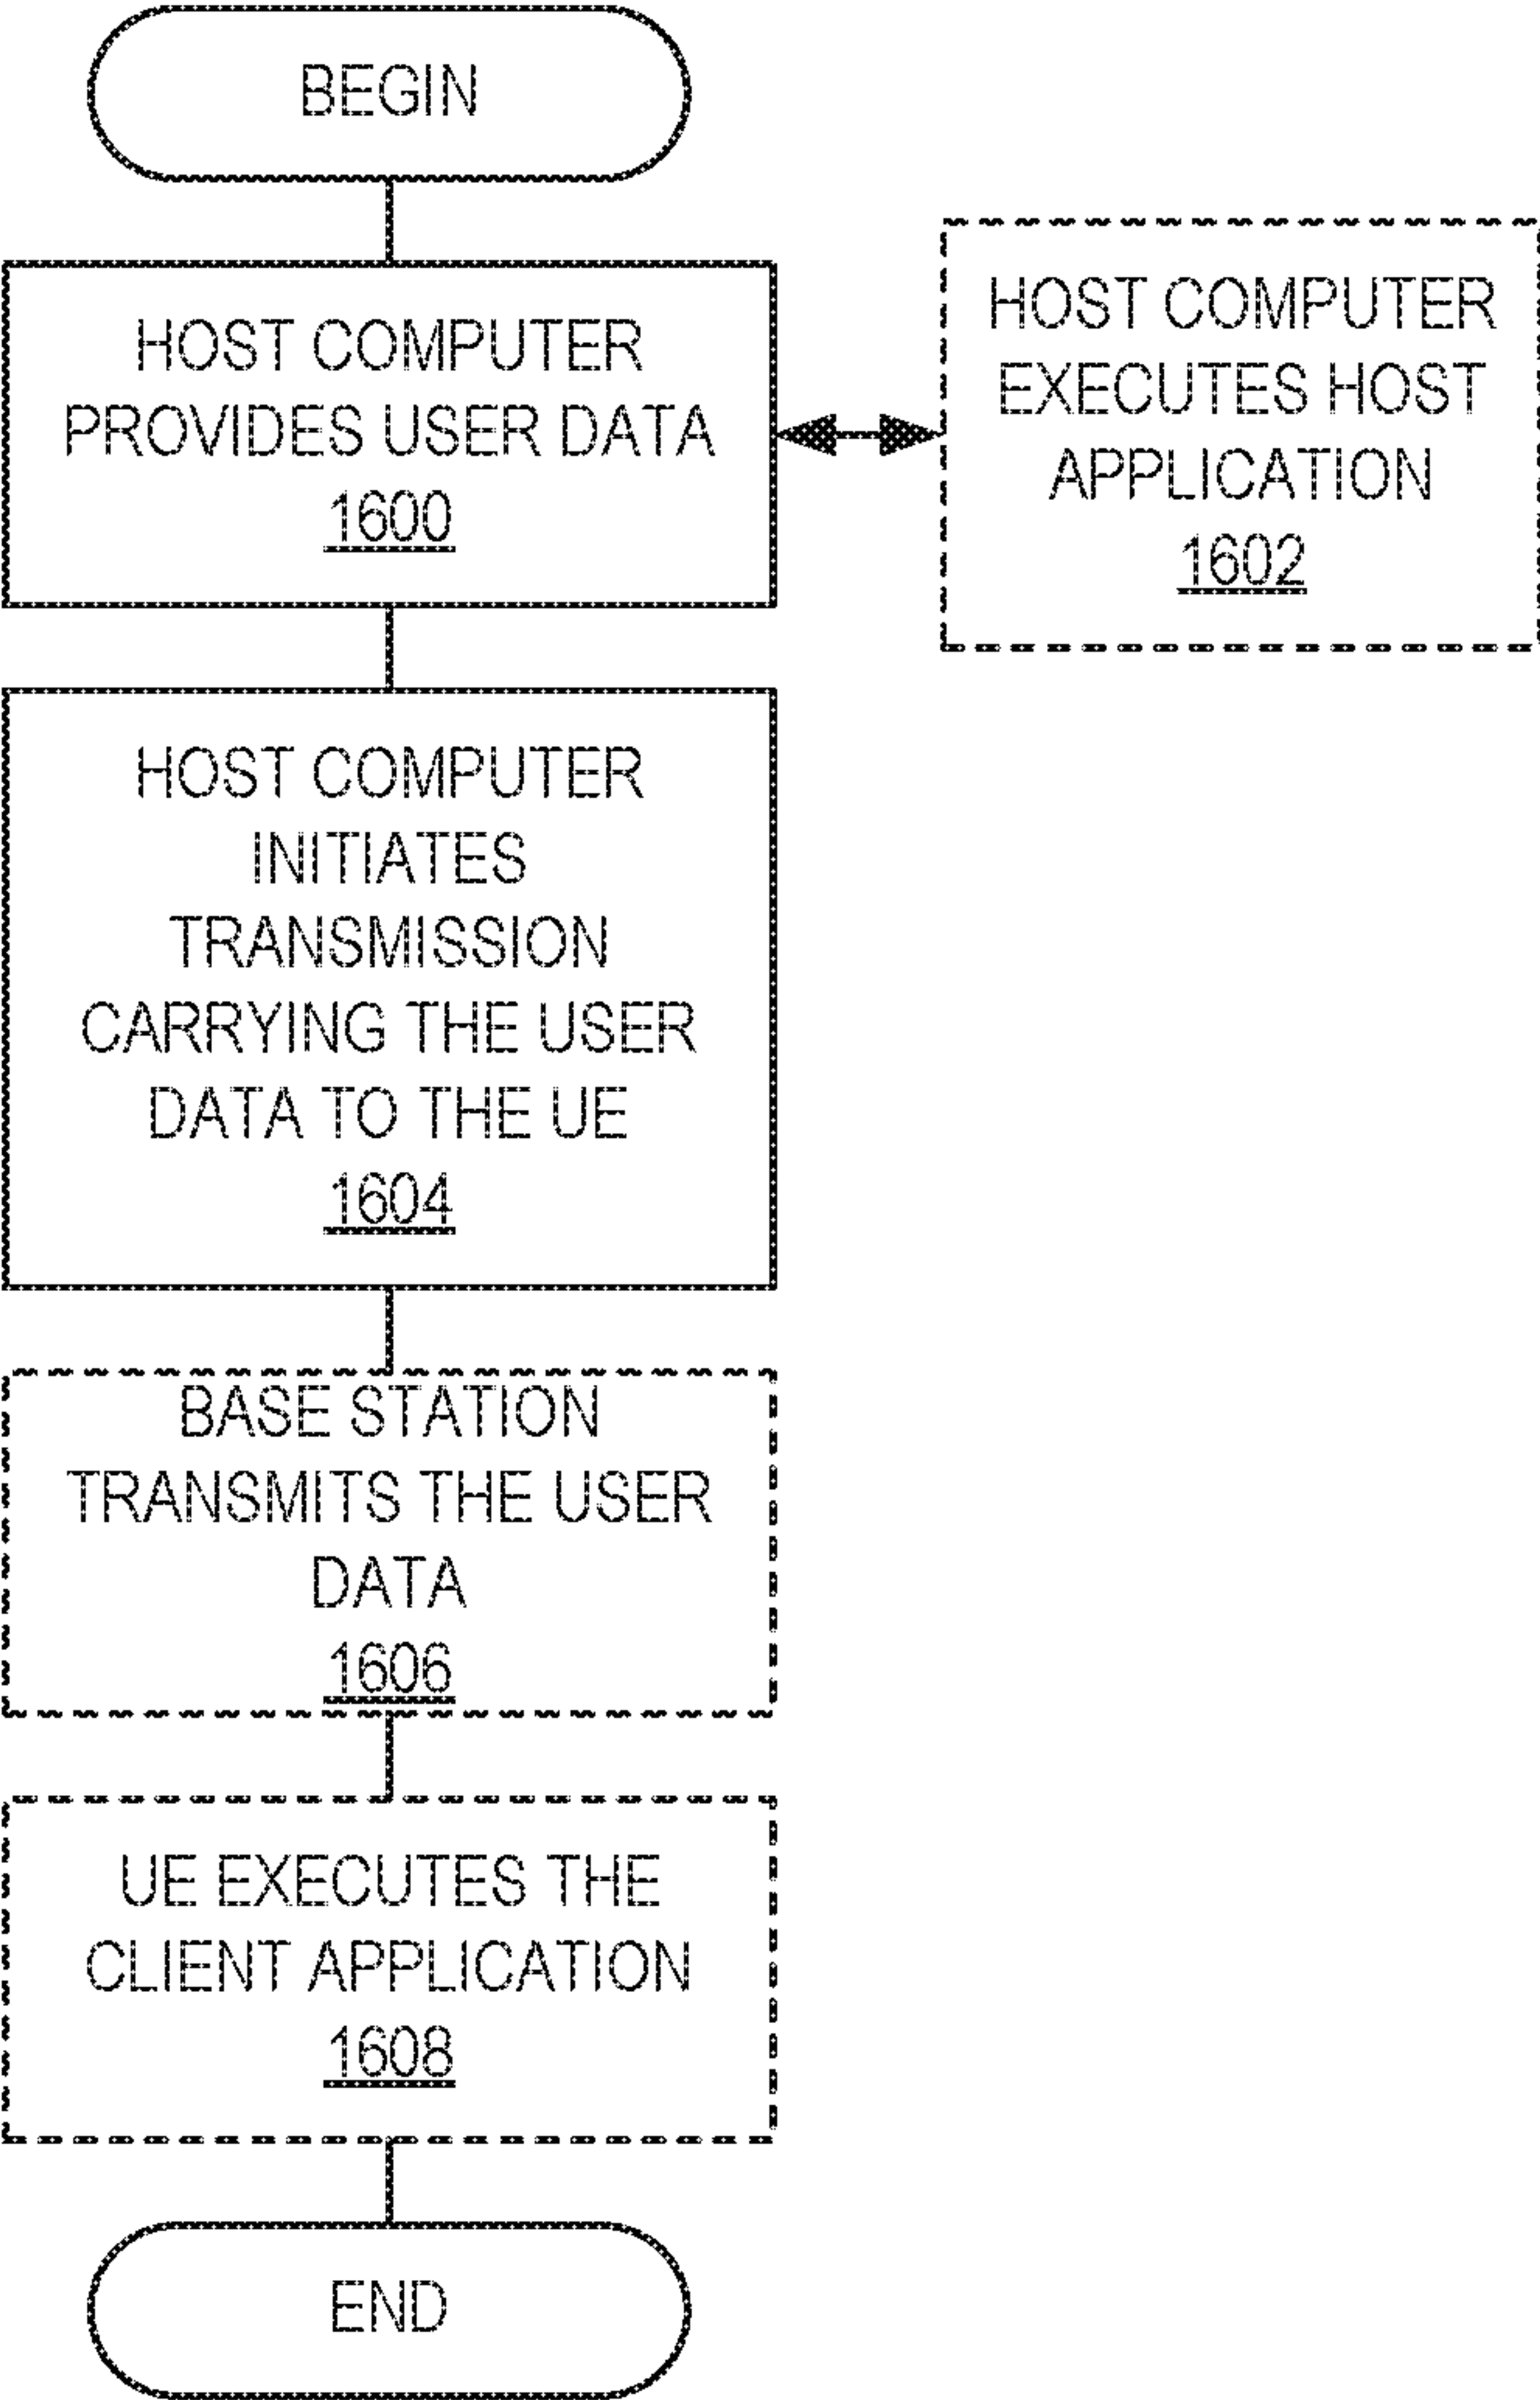 BEGIN
HOST COMPUTER
PROVIDES USER DATA
1600
HOST COMPUTER
EXECUTES HOST
APPLICATION
1602
HOST COMPUTER
INITIATES
TRANSMISSION
CARRYING THE USER
DATA TO THE UE
1604
BASE STATION
TRANSMITS THE USER
DATA
1606
UE EXECUTES THE
CLIENT APPLICATION
1608
END